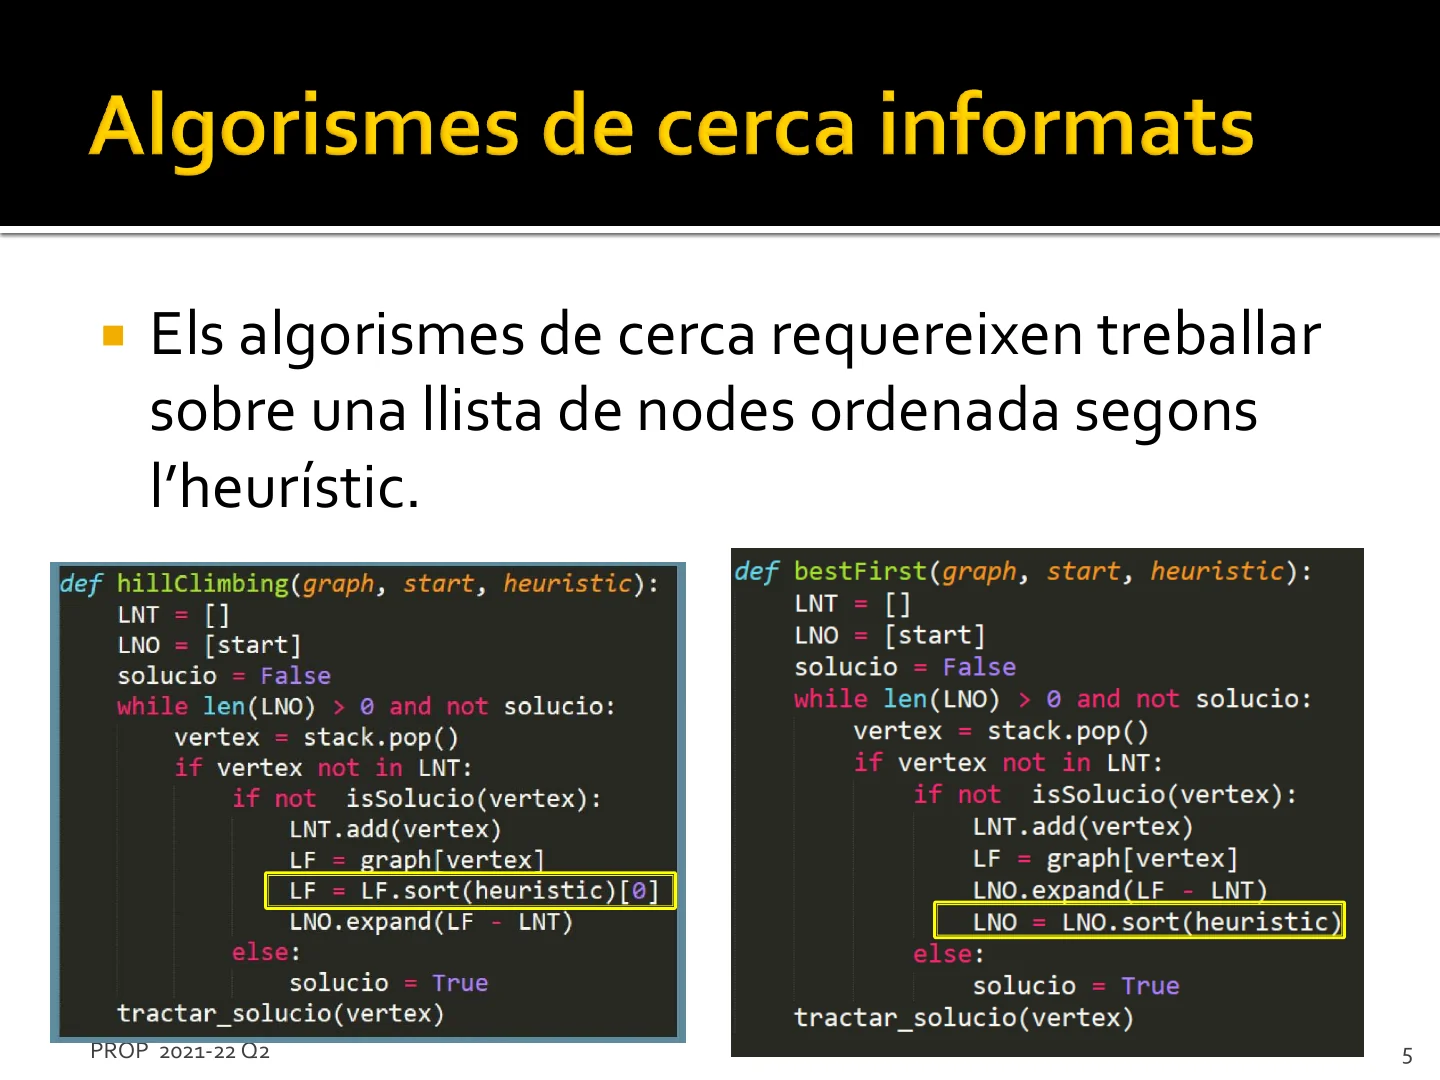 Algorismes de cerca informats
Els algorismes de cerca requereixen treballar
sobre una llista de nodes ordenada segons
l’heurístic.
def hillClimbing(graph, start, heuristic):
    LNT = []
    LNO = [start]
    solucio = False
    while len(LNO) > 0 and not solucio:
        vertex = stack.pop()
        if vertex not in LNT:
            if not  isSolucio(vertex):
                LNT.add(vertex)
                LF = graph[vertex]
                LF = LF.sort(heuristic)[0]
                LNO.expand(LF - LNT)
            else:
                solucio = True
    tractar_solucio(vertex)
def bestFirst(graph, start, heuristic):
    LNT = []
    LNO = [start]
    solucio = False
    while len(LNO) > 0 and not solucio:
        vertex = stack.pop()
        if vertex not in LNT:
            if not  isSolucio(vertex):
                LNT.add(vertex)
                LF = graph[vertex]
                LNO.expand(LF - LNT)
                LNO = LNO.sort(heuristic)
            else:
                solucio = True
    tractar_solucio(vertex)
PROP 2021-22 Q2
5